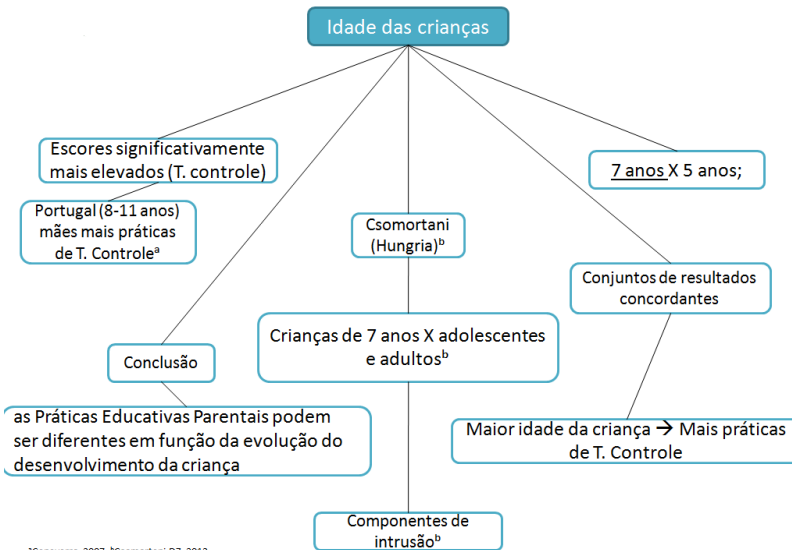 Idade das crianças
Escores significativamente
mais elevados (T. controle)
7 anos X 5 anos;
Portugal (8-11 anos)
mães mais práticas
de T. Controleᵃ
Csomortani
(Hungria)ᵇ
Conjuntos de resultados
concordantes
Crianças de 7 anos X adolescentes
e adultosᵇ
Conclusão
as Práticas Educativas Parentais podem
ser diferentes em função da evolução do
desenvolvimento da criança
Maior idade da criança → Mais práticas
de T. Controle
Componentes de
intrusãoᵇ